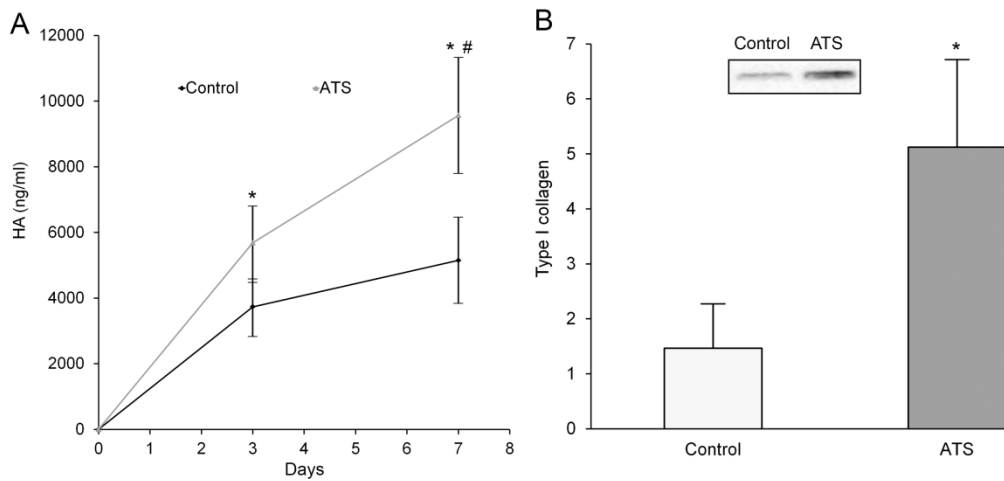 A
12000
10000
8000
6000
4000
2000
0
HA (ng/ml)
Control
ATS
*
* #
0 1 2 3 4 5 6 7 8
Days
B
7
6
5
4
3
2
1
0
Type I collagen
Control ATS
*
Control ATS